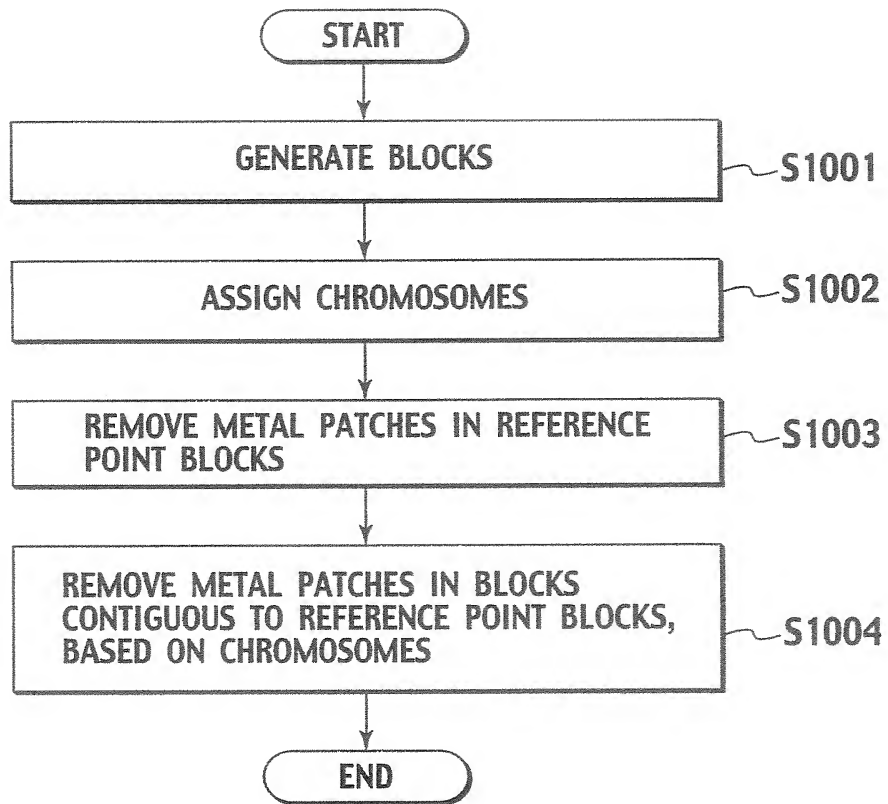 START
GENERATE BLOCKS
S1001
ASSIGN CHROMOSOMES
S1002
REMOVE METAL PATCHES IN REFERENCE
POINT BLOCKS
S1003
REMOVE METAL PATCHES IN BLOCKS
CONTIGUOUS TO REFERENCE POINT BLOCKS,
BASED ON CHROMOSOMES
S1004
END